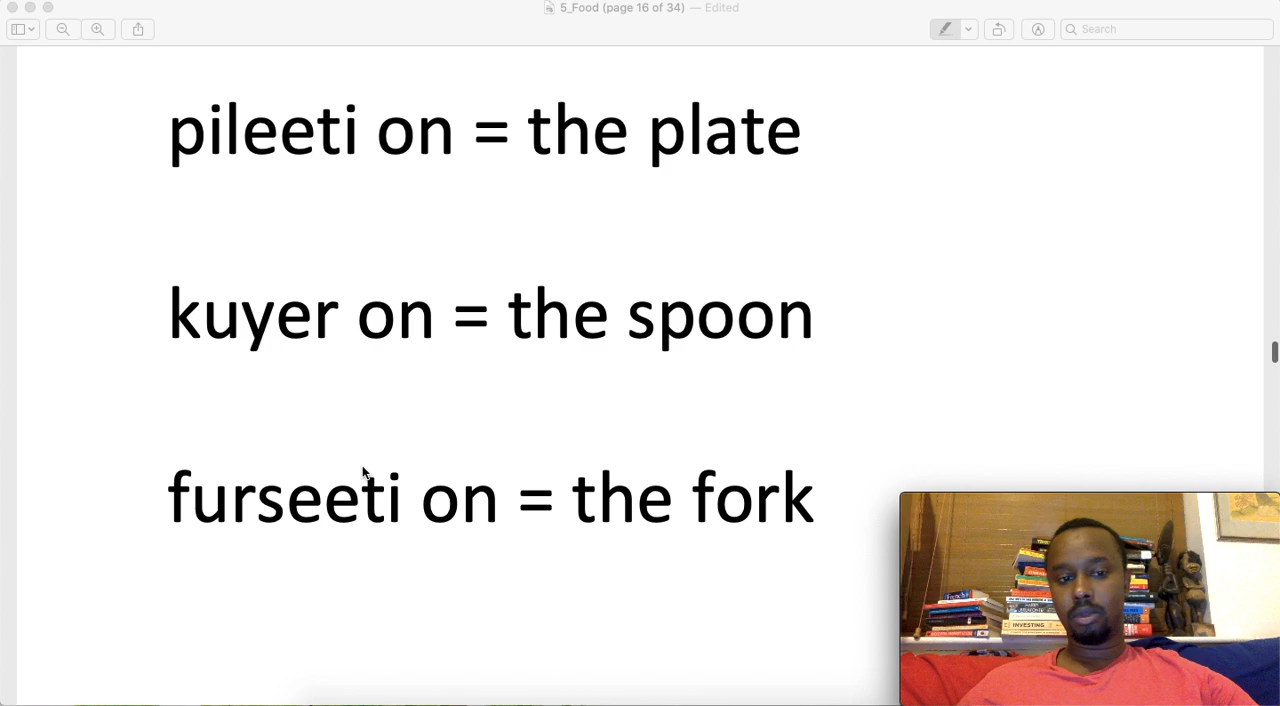 5_Food (page 16 of 34) — Edited
Search
pileeti on = the plate
kuyer on = the spoon
furseeti on = the fork
French
INVESTING